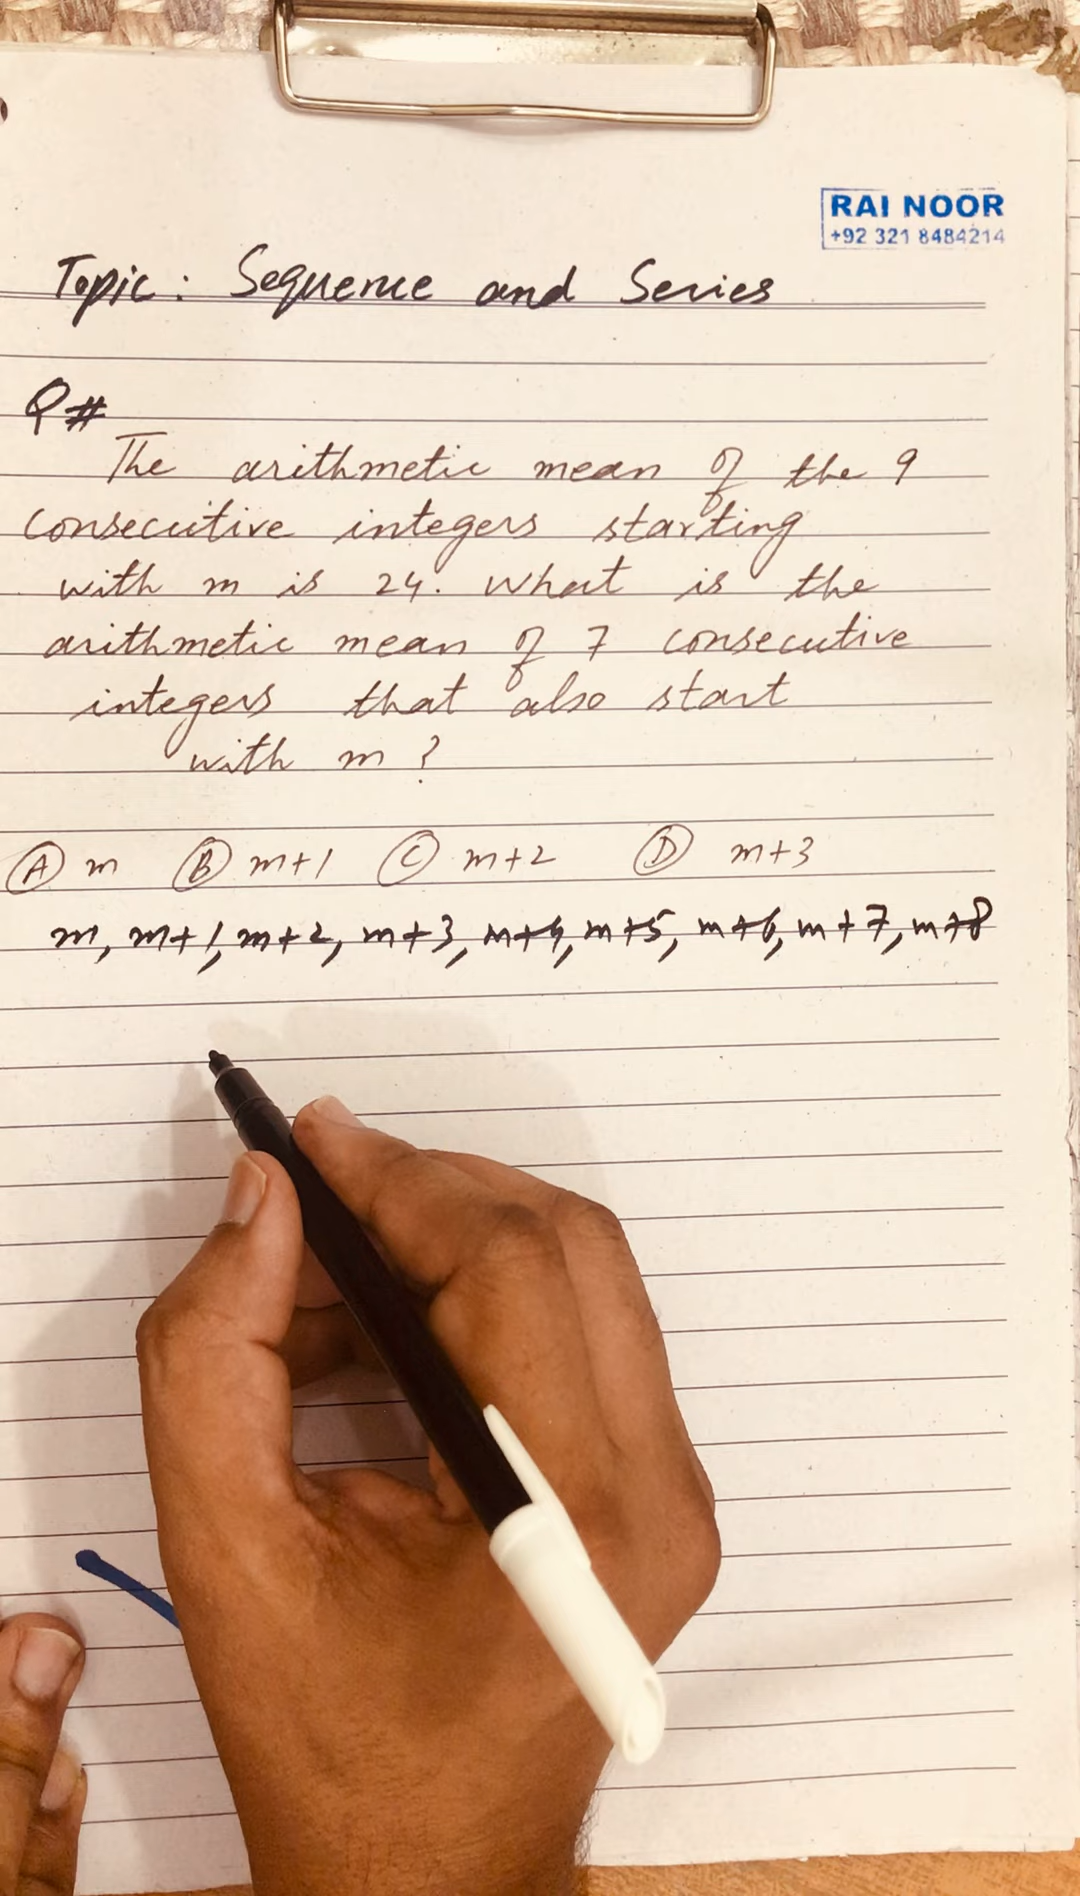 RAI NOOR
+92 321 8484214
Topic: Sequence and Series
Q#
The arithmetic mean of the 9
consecutive integers starting
with m is 24. What is the
arithmetic mean of 7 consecutive
integers that also start
with m ?
(A) m (B) m+1 (C) m+2 (D) m+3
m, m+1, m+2, m+3, m+4, m+5, m+6, m+7, m+8